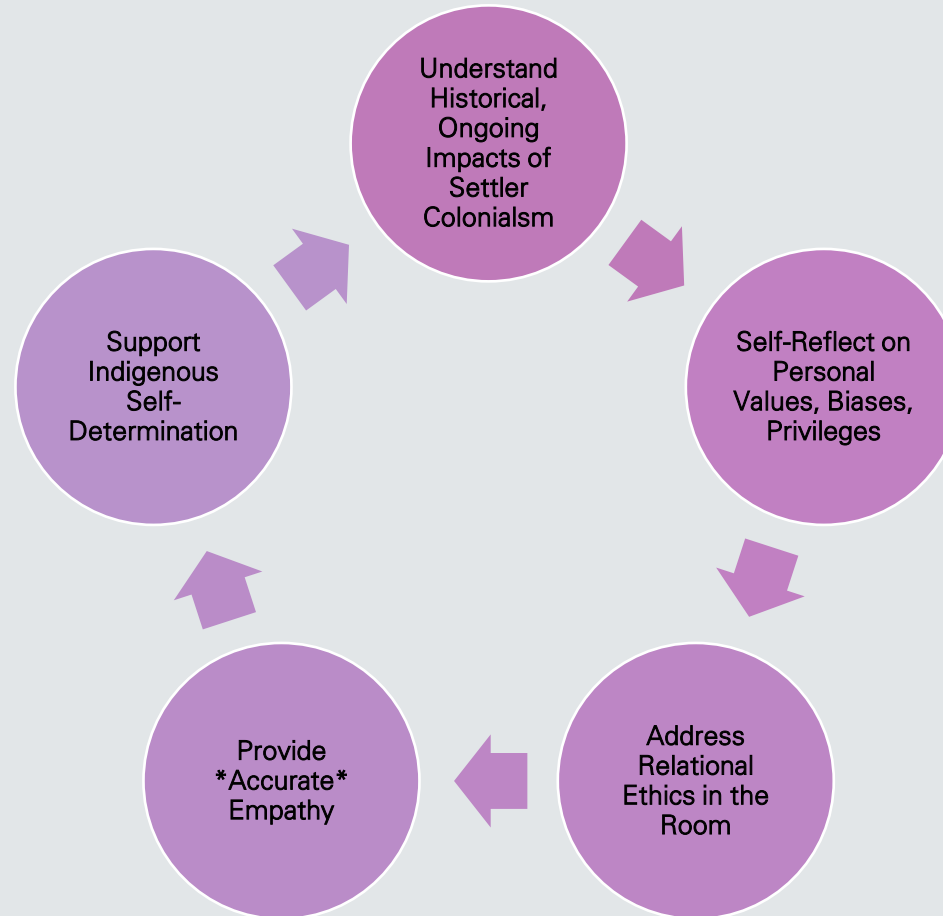 Understand
Historical,
Ongoing
Impacts of
Settler
Colonialsm
Self-Reflect on
Personal
Values, Biases,
Privileges
Address
Relational
Ethics in the
Room
Provide
*Accurate*
Empathy
Support
Indigenous
Self-
Determination